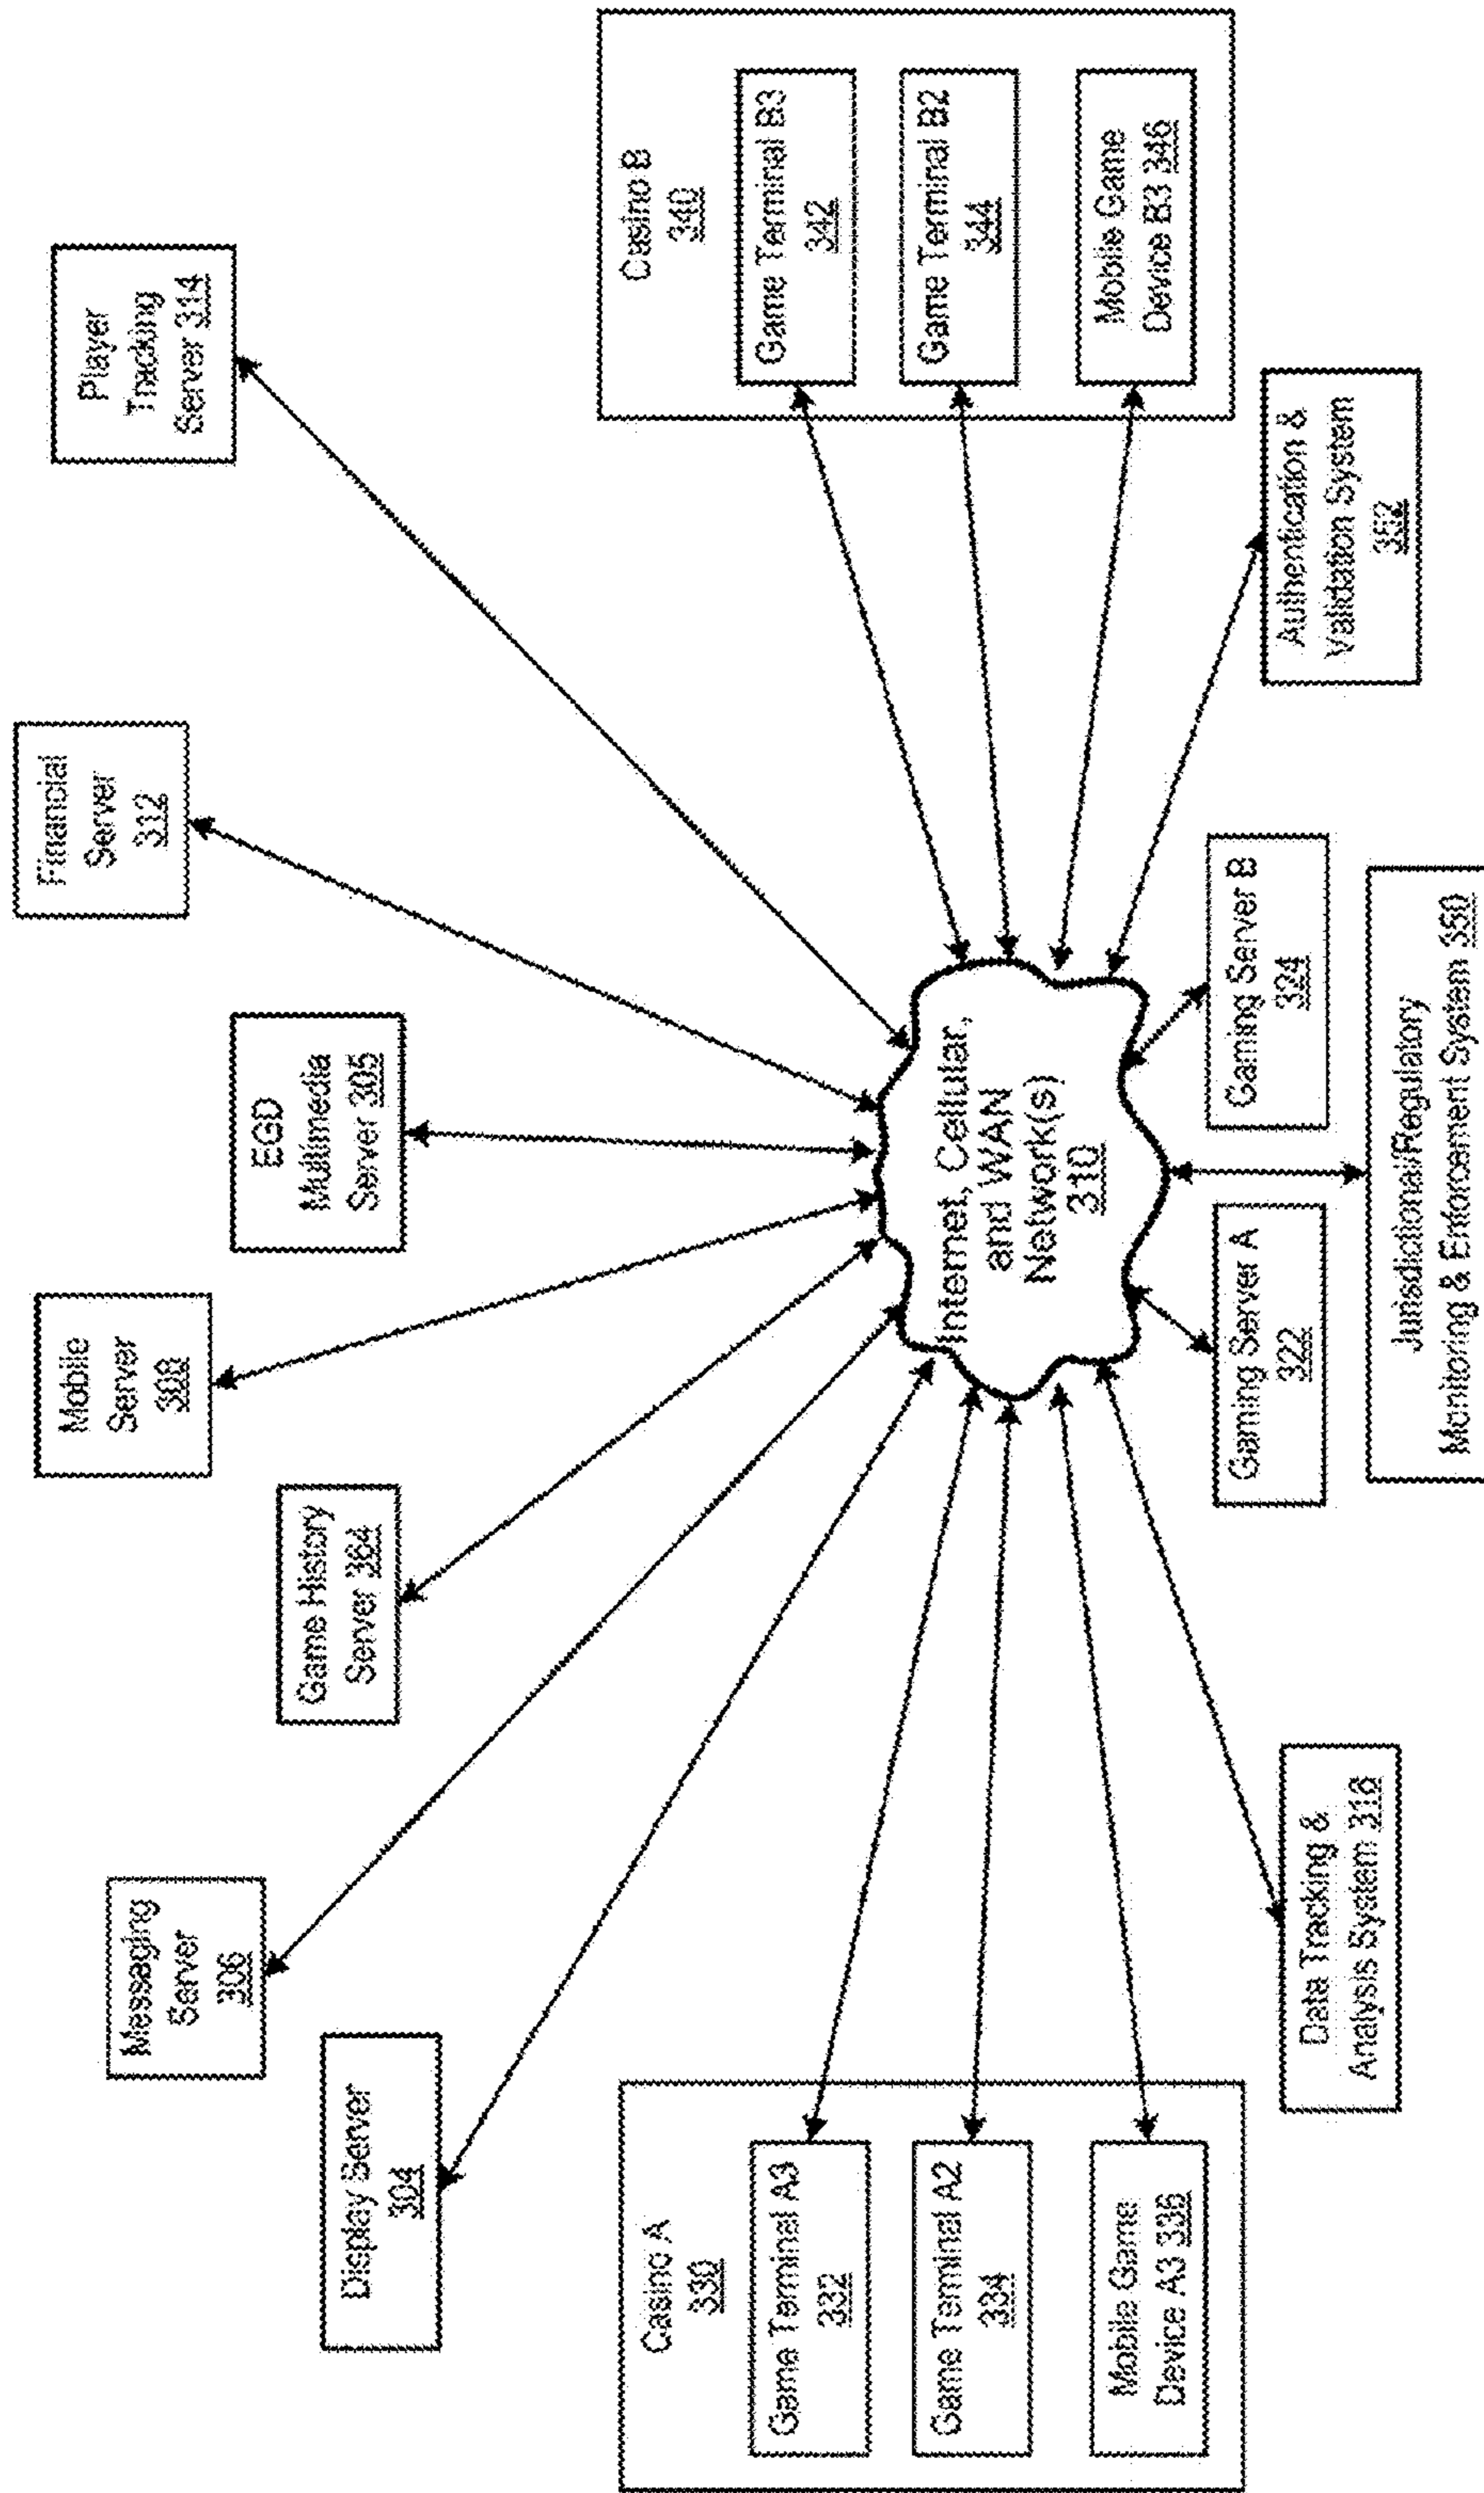 Messaging
Server
306
Mobile
Server
308
Financial
Server
312
Player
Tracking
Server 314
Display Server
304
Game History
Server 364
EGD
Multimedia
Server 305
Casino A
330
Game Terminal A3
332
Game Terminal A2
334
Mobile Game
Device A3 336
Internet, Cellular,
and WAN
Network(s)
310
Casino B
340
Game Terminal B3
342
Game Terminal B2
344
Mobile Game
Device B3 346
Data Tracking &
Analysis System 318
Gaming Server A
322
Gaming Server B
324
Authentication &
Validation System
352
Jurisdictional/Regulatory
Monitoring & Enforcement System 350